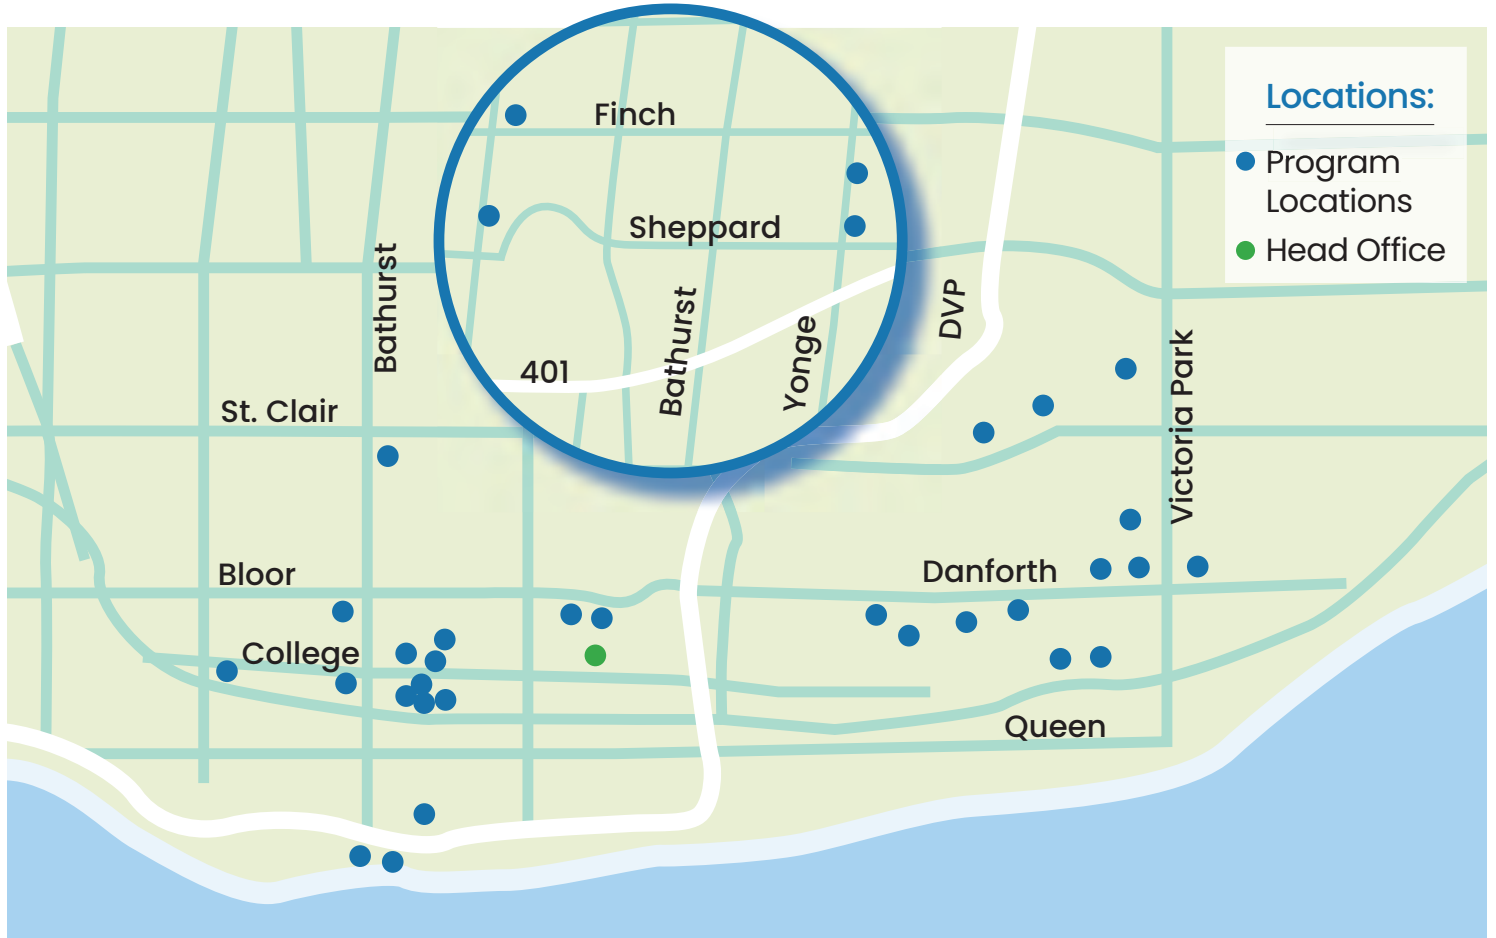 Finch
Sheppard
401
Bathurst
Yonge
Bathurst
DVP
Victoria Park
St. Clair
Bloor
College
Danforth
Queen
Locations:
Program
Locations
Head Office